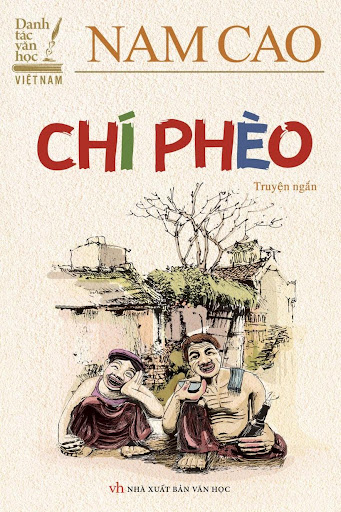 Danh
tác
văn
học
VIỆT NAM
NAM CAO
CHÍ PHÈO
Truyện ngắn
vh NHÀ XUẤT BẢN VĂN HỌC